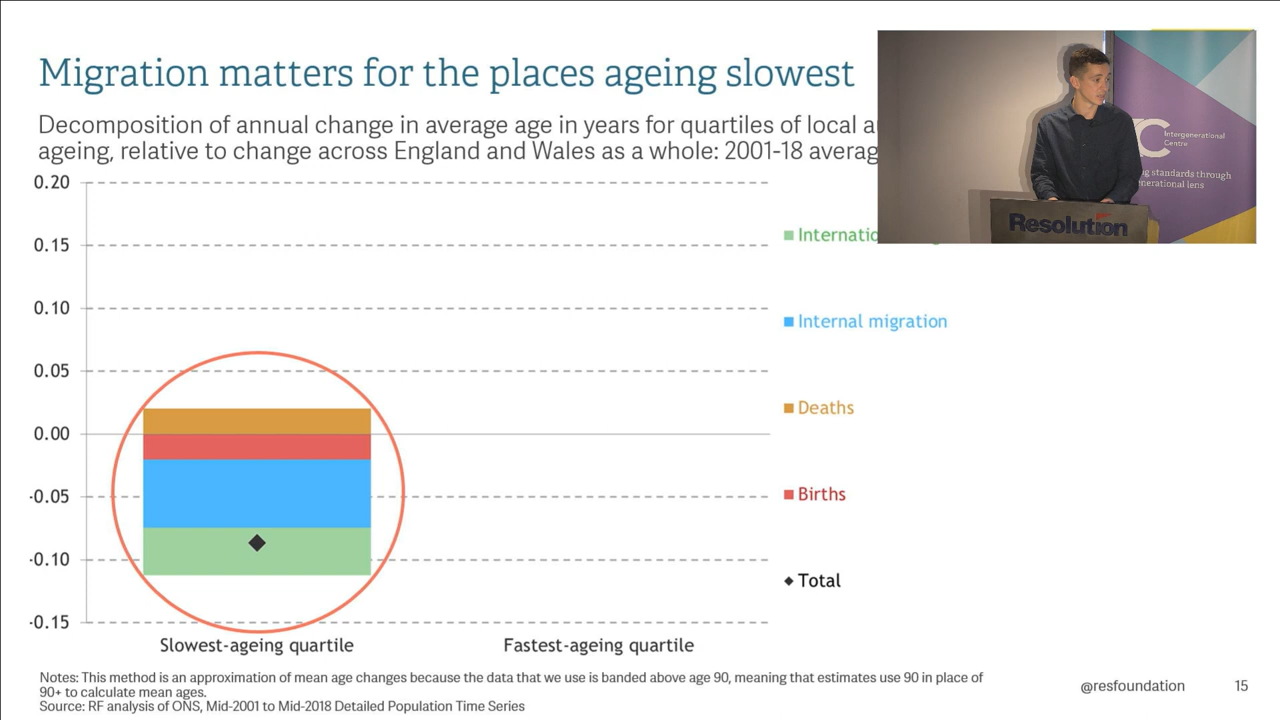 Migration matters for the places ageing slowest
Decomposition of annual change in average age in years for quartiles of local
ageing, relative to change across England and Wales as a whole: 2001-18
0.20
0.15
0.10
0.05
0.00
-0.05
-0.10
-0.15
Slowest-ageing quartile
Fastest-ageing quartile
Internal migration
Deaths
Births
Total
Intergenerational
Centre
standards through
lens
Resolution
Notes: This method is an approximation of mean age changes because the data that we use is banded above age 90, meaning that estimates use 90 in place of
90+ to calculate mean ages.
Source: RF analysis of ONS, Mid-2001 to Mid-2018 Detailed Population Time Series
@resfoundation
15